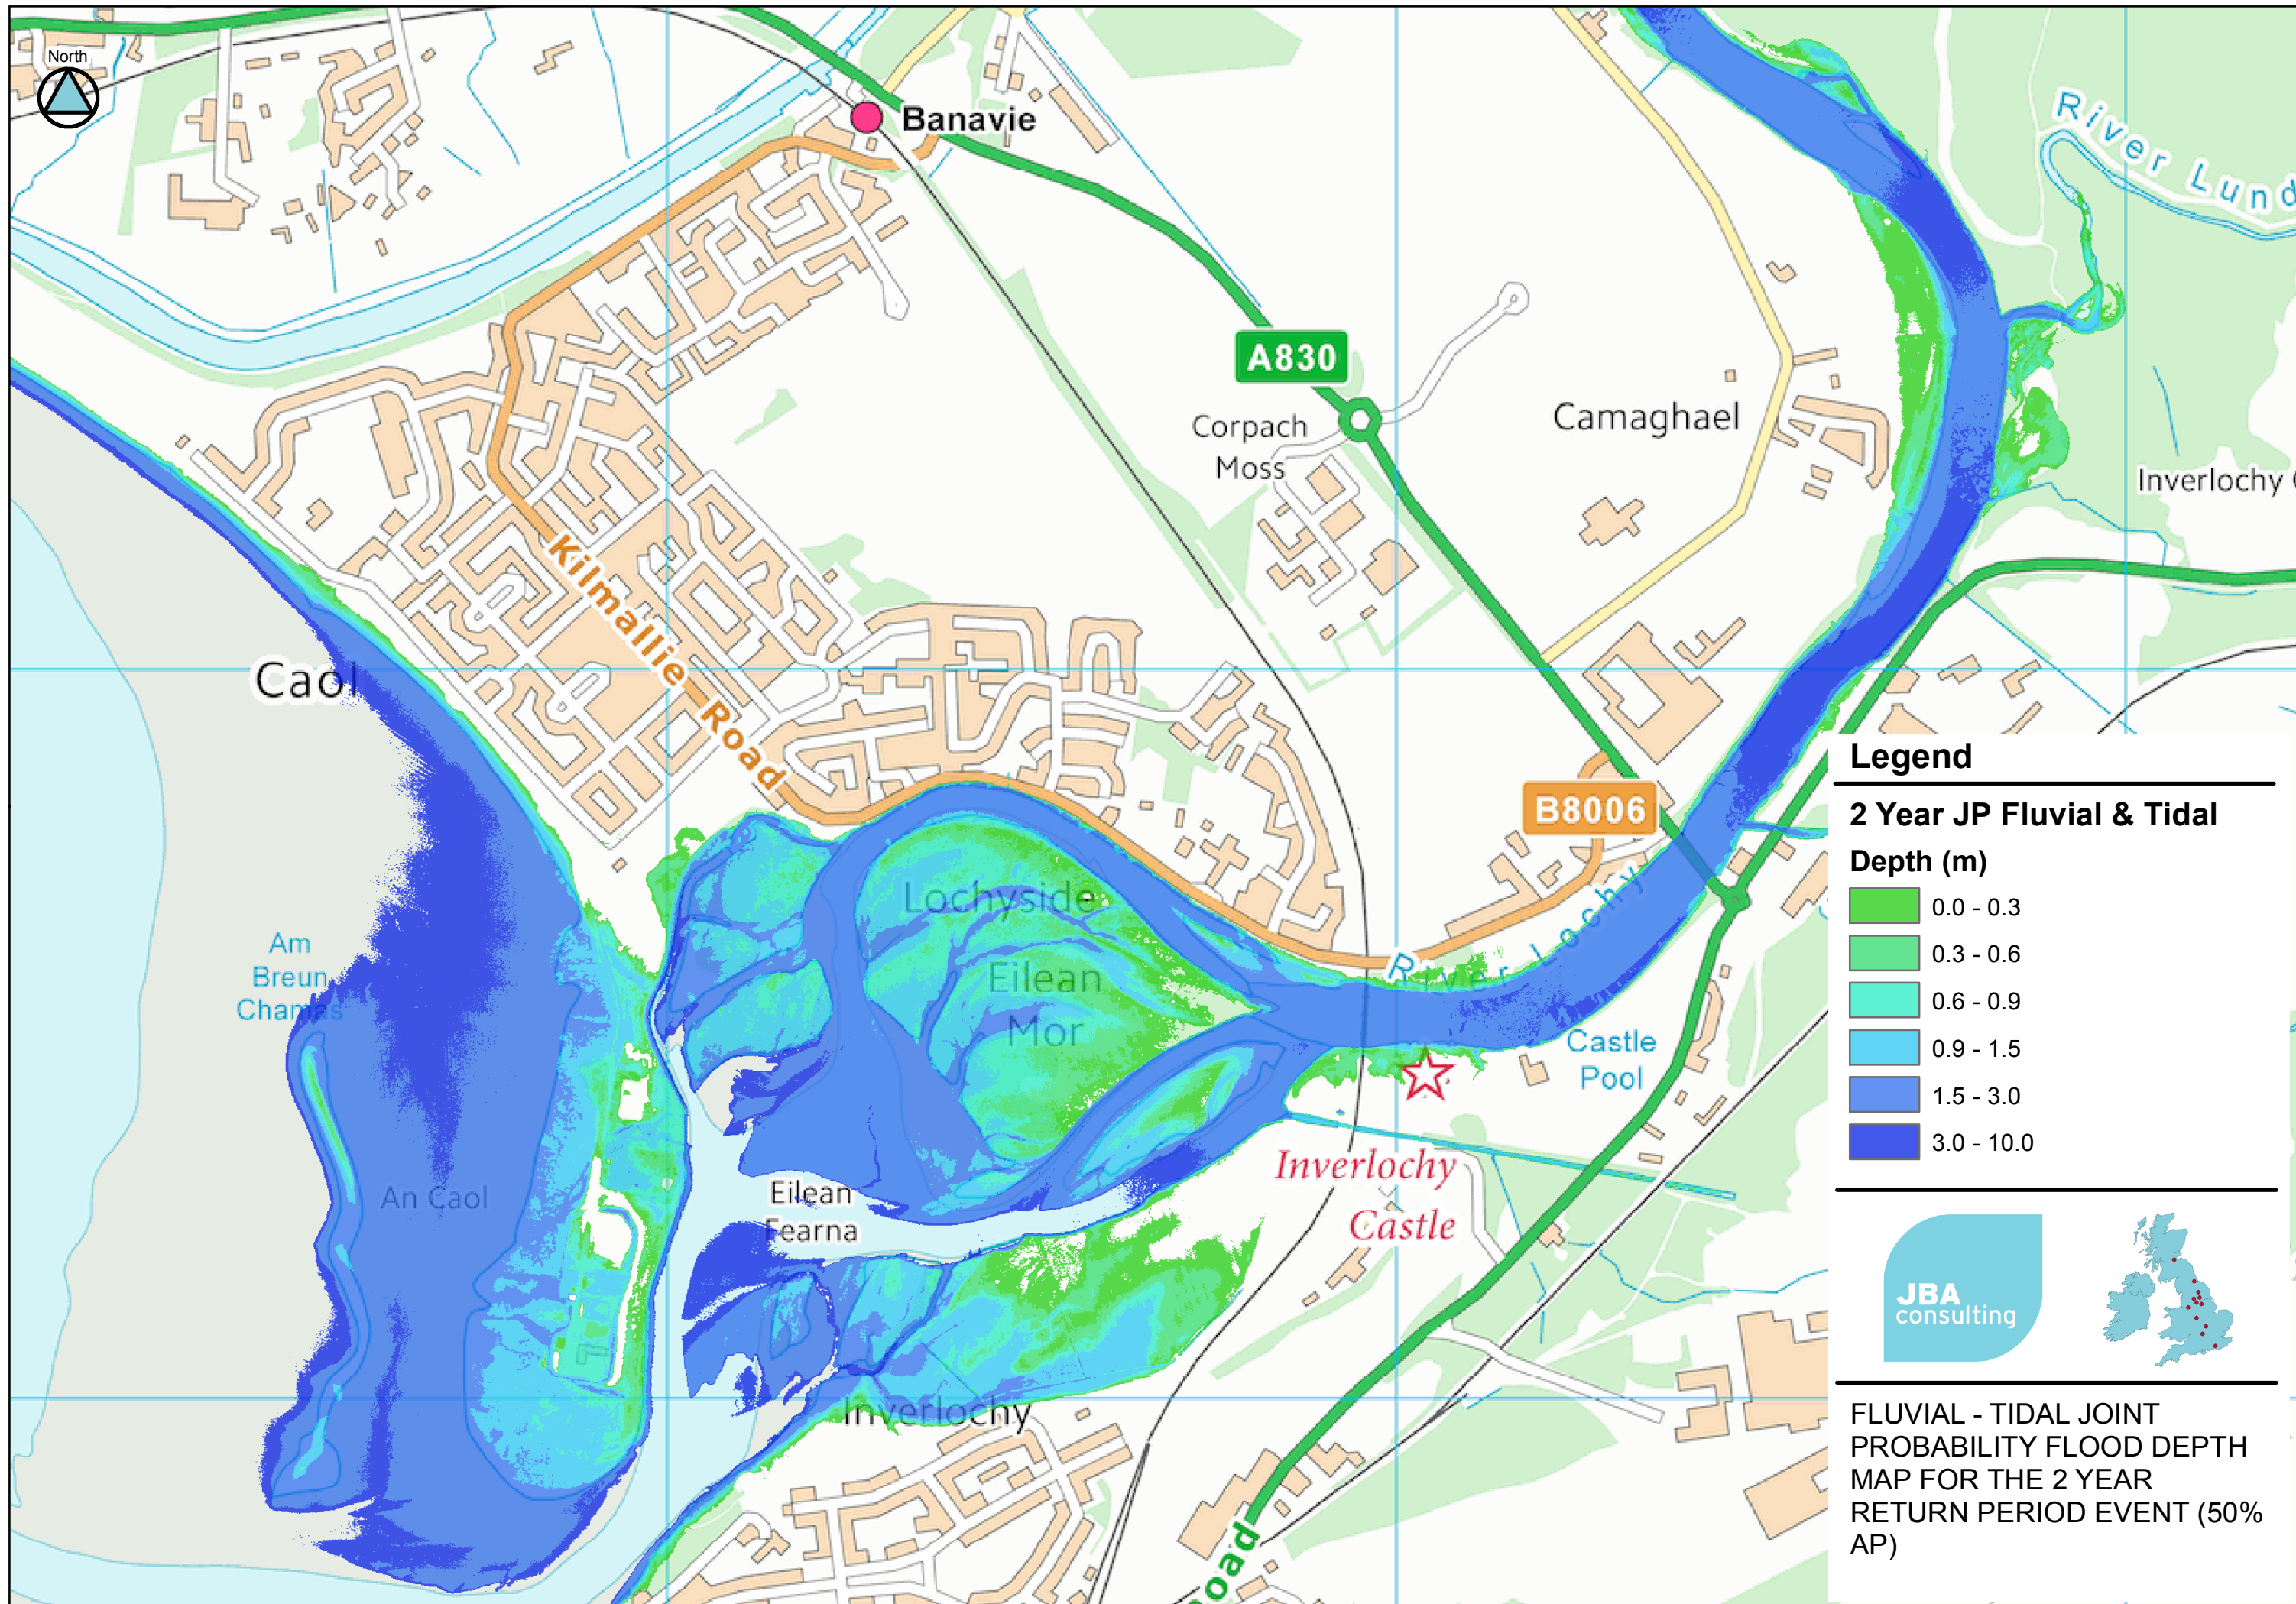 North
Banavie
River Lund
A830
Corpach
Moss
Camaghael
Inverlochy
Kilmallie Road
Caol
B8006
River Lochy
Lochyside
Am
Breun
Chamas
Eilean
Mor
Castle
Pool
An Caol
Eilean
Fearna
Inverlochy
Castle
Inverlochy
Road
Legend
2 Year JP Fluvial & Tidal
Depth (m)
0.0 - 0.3
0.3 - 0.6
0.6 - 0.9
0.9 - 1.5
1.5 - 3.0
3.0 - 10.0
JBA
consulting
FLUVIAL - TIDAL JOINT
PROBABILITY FLOOD DEPTH
MAP FOR THE 2 YEAR
RETURN PERIOD EVENT (50%
AP)